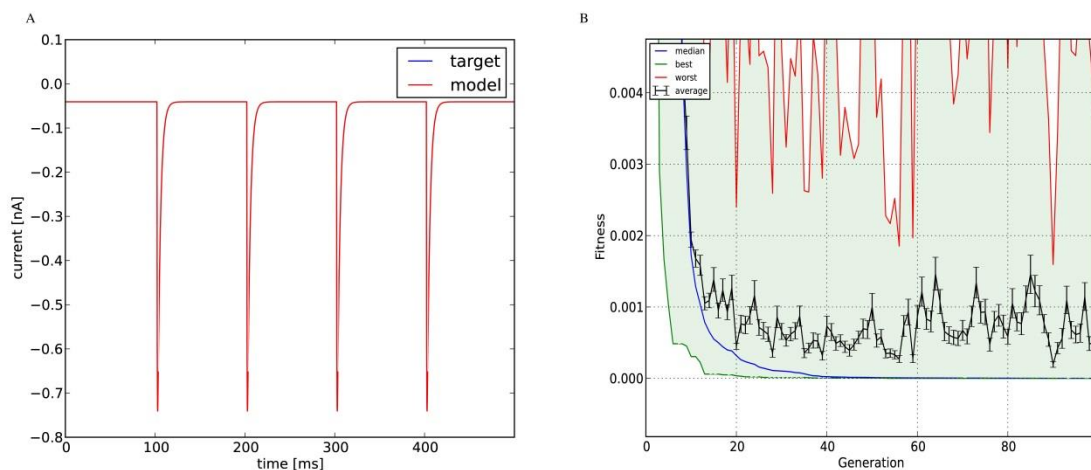 A
B
0.1
0.0
−0.1
−0.2
−0.3
−0.4
−0.5
−0.6
−0.7
−0.8
current [nA]
target
model
0
100
200
300
400
time [ms]
median
best
worst
average
0.004
0.003
0.002
0.001
0.000
Fitness
0
20
40
60
80
Generation